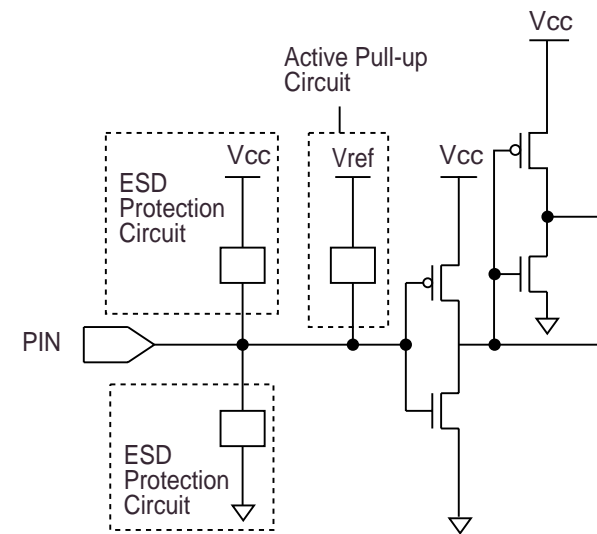 Vcc
Active Pull-up
Circuit
Vcc
Vref
Vcc
ESD
Protection
Circuit
PIN
ESD
Protection
Circuit